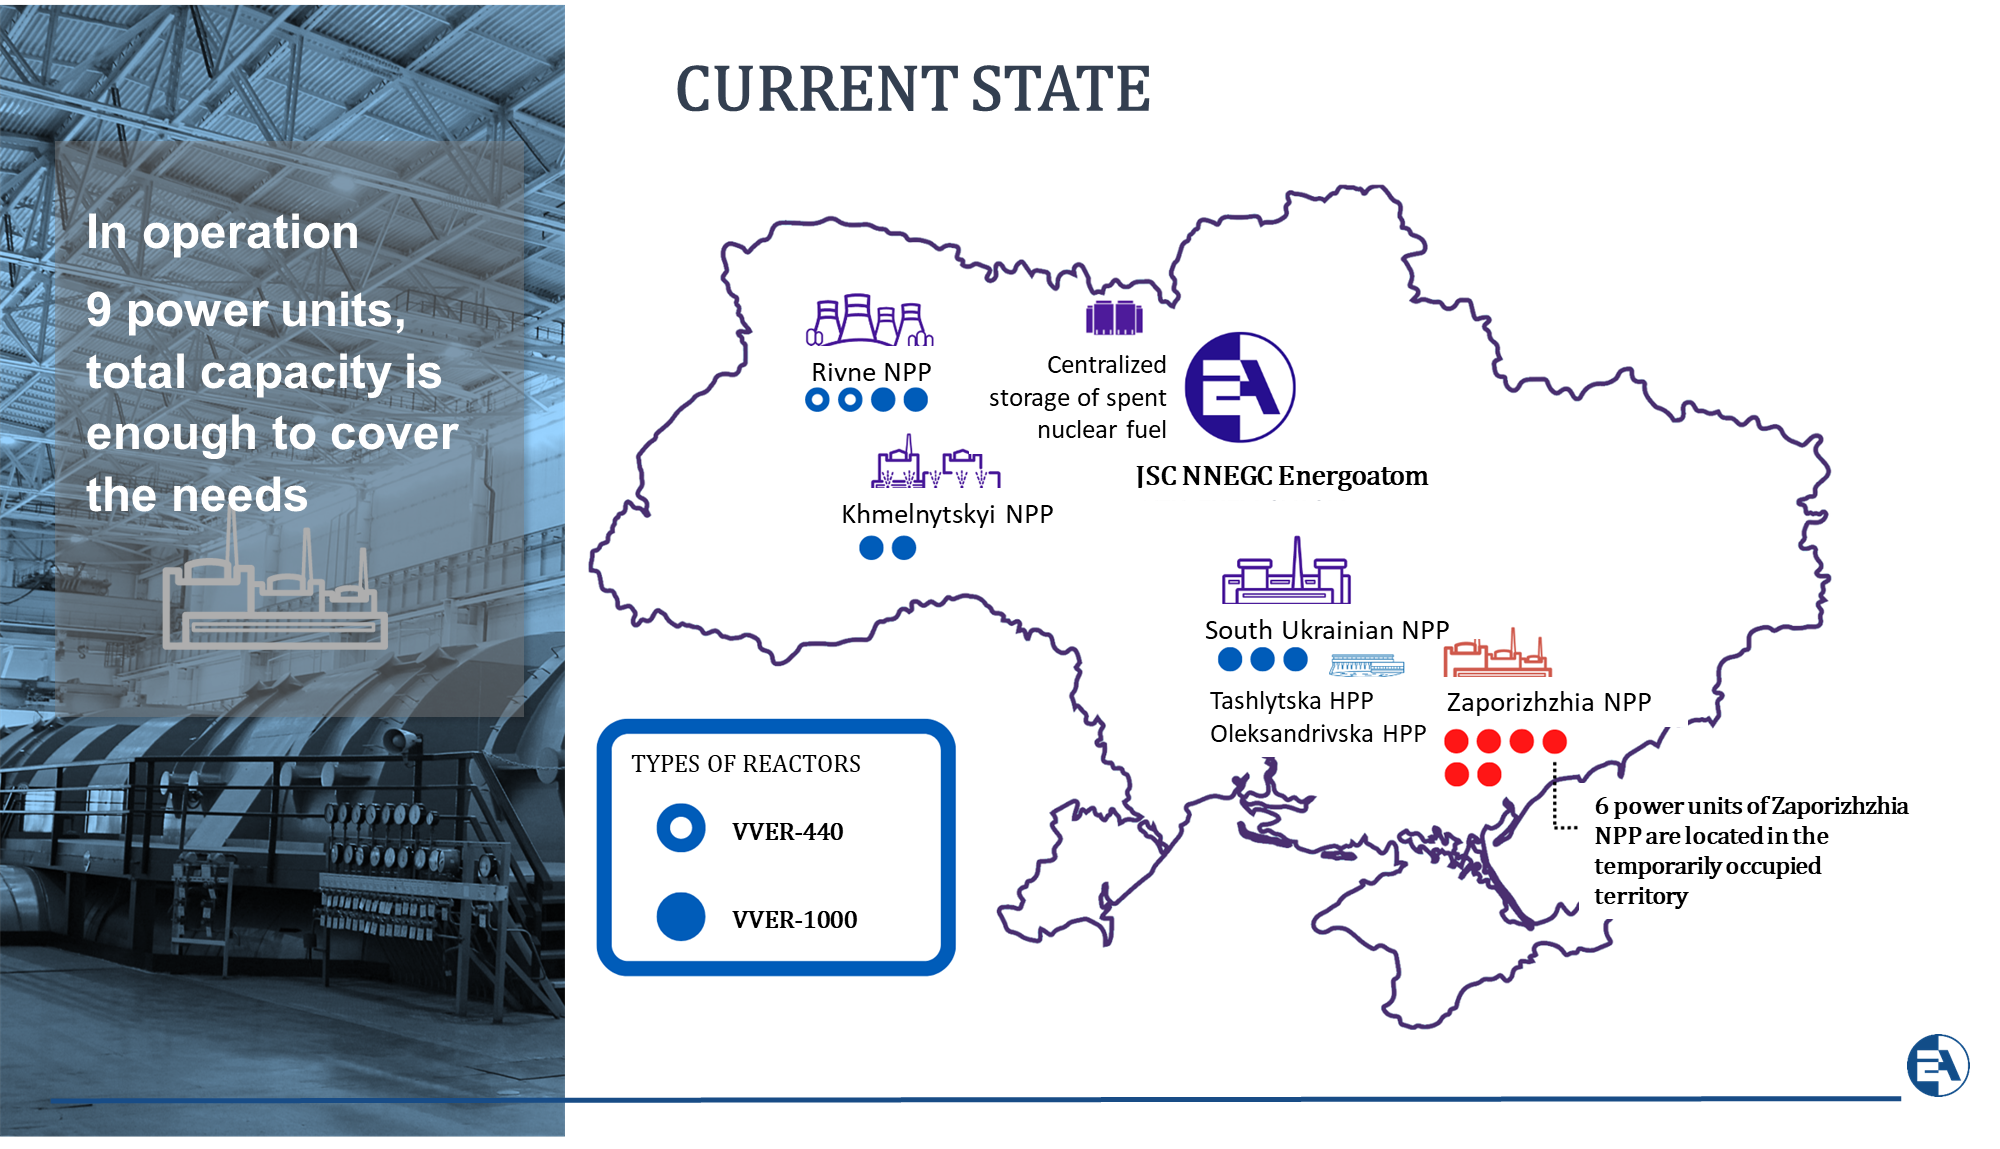 CURRENT STATE
In operation
9 power units,
total capacity is
enough to cover
the needs
Rivne NPP
Centralized
storage of spent
nuclear fuel
EA
JSC NNEGC Energoatom
Khmelnytskyi NPP
South Ukrainian NPP
Tashlytska HPP
Oleksandrivska HPP
Zaporizhzhia NPP
6 power units of Zaporizhzhia
NPP are located in the
temporarily occupied
territory
TYPES OF REACTORS
VVER-440
VVER-1000
EA